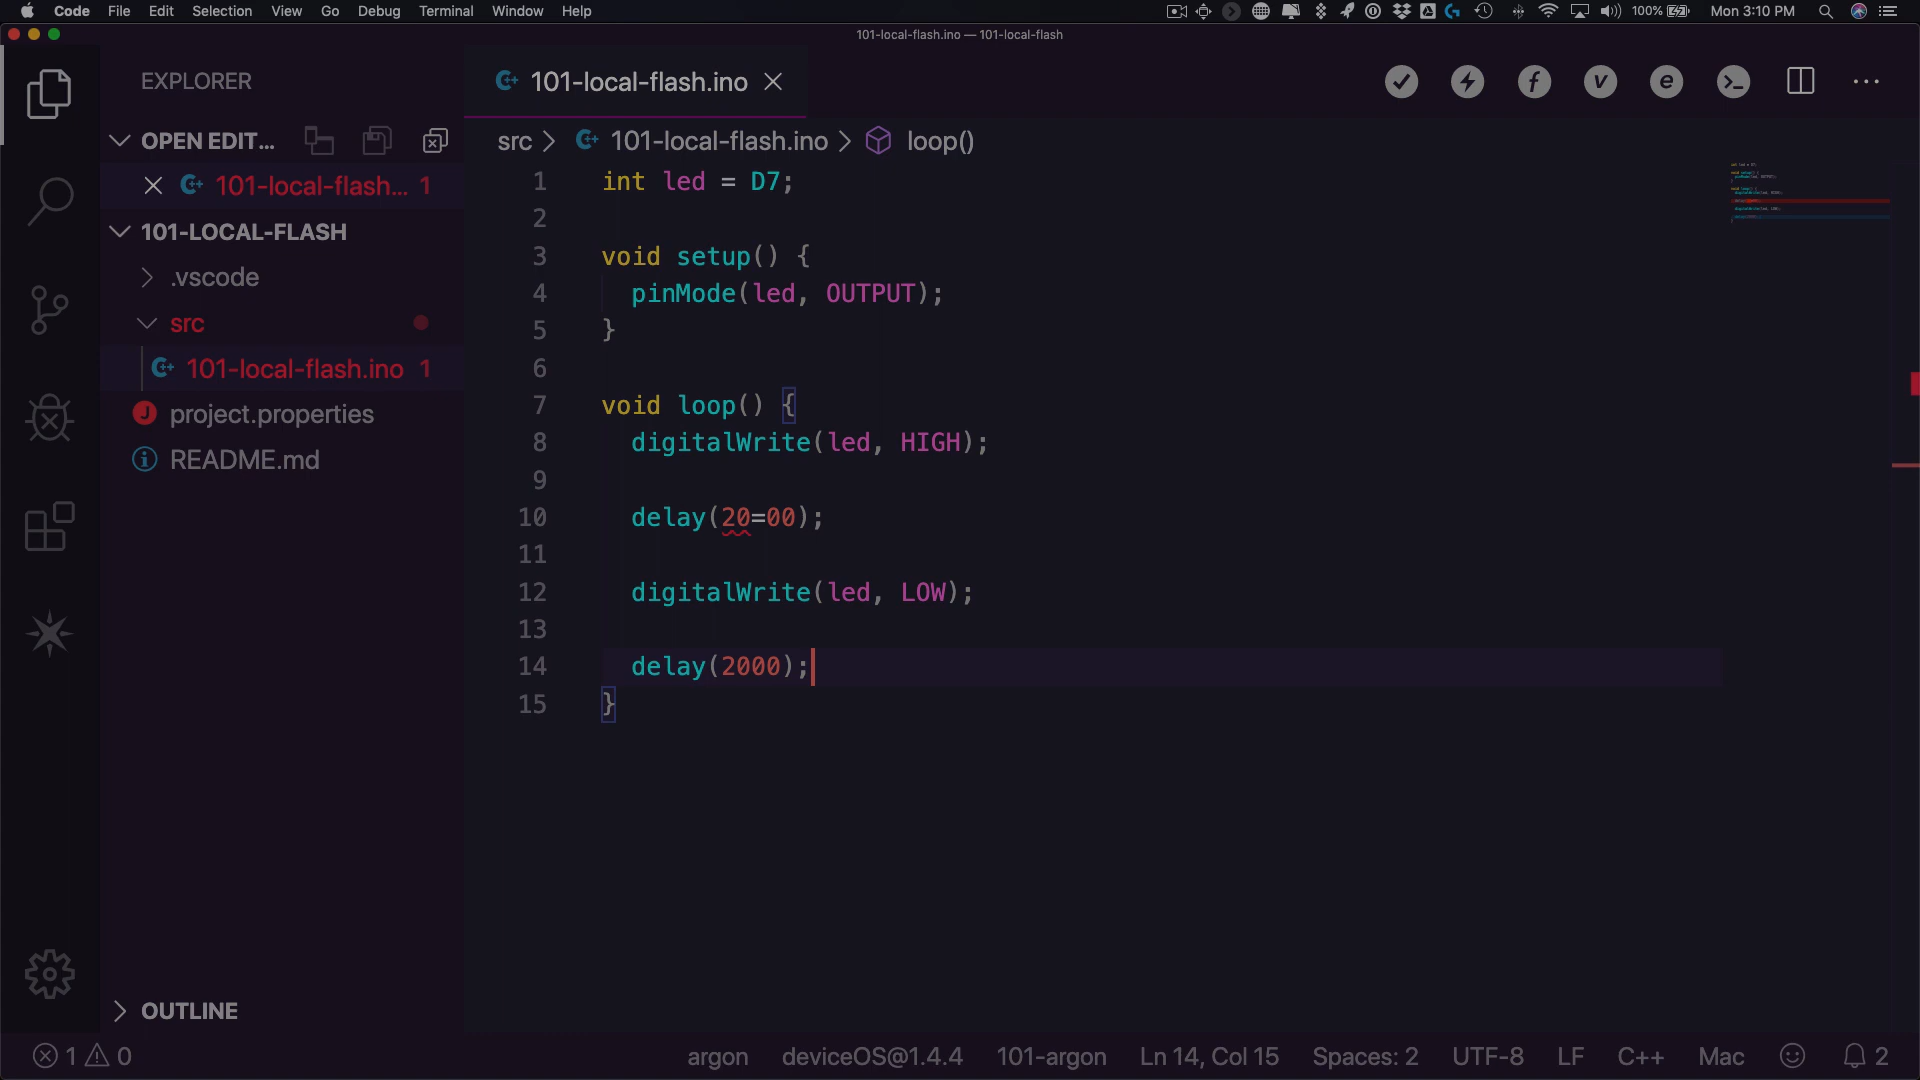 Code File Edit Selection View Go Debug Terminal Window Help 100% Mon 3:10 PM
101-local-flash.ino — 101-local-flash
EXPLORER
OPEN EDIT...
101-local-flash... 1
101-LOCAL-FLASH
.vscode
src
101-local-flash.ino 1
project.properties
README.md
OUTLINE
101-local-flash.ino
src > 101-local-flash.ino > loop()
1 int led = D7;
2
3 void setup() {
4 pinMode(led, OUTPUT);
5 }
6
7 void loop() {
8 digitalWrite(led, HIGH);
9
10 delay(20=00);
11
12 digitalWrite(led, LOW);
13
14 delay(2000);
15 }
1 0 argon deviceOS@1.4.4 101-argon Ln 14, Col 15 Spaces: 2 UTF-8 LF C++ Mac 2